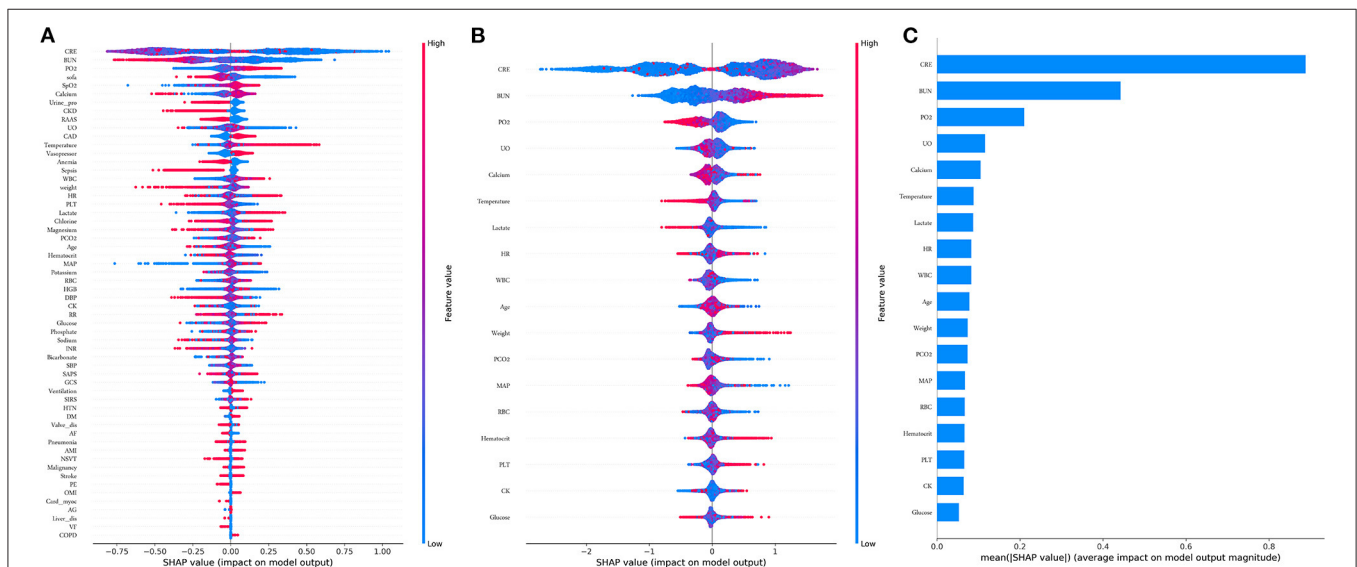 A
CRE
BUN
PO2
sofa
SpO2
Calcium
Urine_pro
CKD
RAAS
UO
CAD
Temperature
Vasopressor
Anemia
Sepsis
WBC
weight
HR
PLT
Lactate
Chlorine
Magnesium
PCO2
Age
Hematocrit
MAP
Potassium
RBC
HGB
DBP
CK
RR
Glucose
Phosphate
Sodium
INR
Bicarbonate
SBP
SAPS
GCS
Ventilation
SIRS
HTN
DM
Valve_dis
AF
Pneumonia
AMI
NSVT
Malignancy
Stroke
PE
OMI
Card_myoc
AG
Liver_dis
VF
COPD
−0.75 −0.50 −0.25 0.00 0.25 0.50 0.75 1.00
SHAP value (impact on model output)
High
Feature value
Low
B
CRE
BUN
PO2
UO
Calcium
Temperature
Lactate
HR
WBC
Age
Weight
PCO2
MAP
RBC
Hematocrit
PLT
CK
Glucose
−2 −1 0 1
SHAP value (impact on model output)
High
Feature value
Low
C
CRE
BUN
PO2
UO
Calcium
Temperature
Lactate
HR
WBC
Age
Weight
PCO2
MAP
RBC
Hematocrit
PLT
CK
Glucose
0.0 0.2 0.4 0.6 0.8
mean(|SHAP value|) (average impact on model output magnitude)